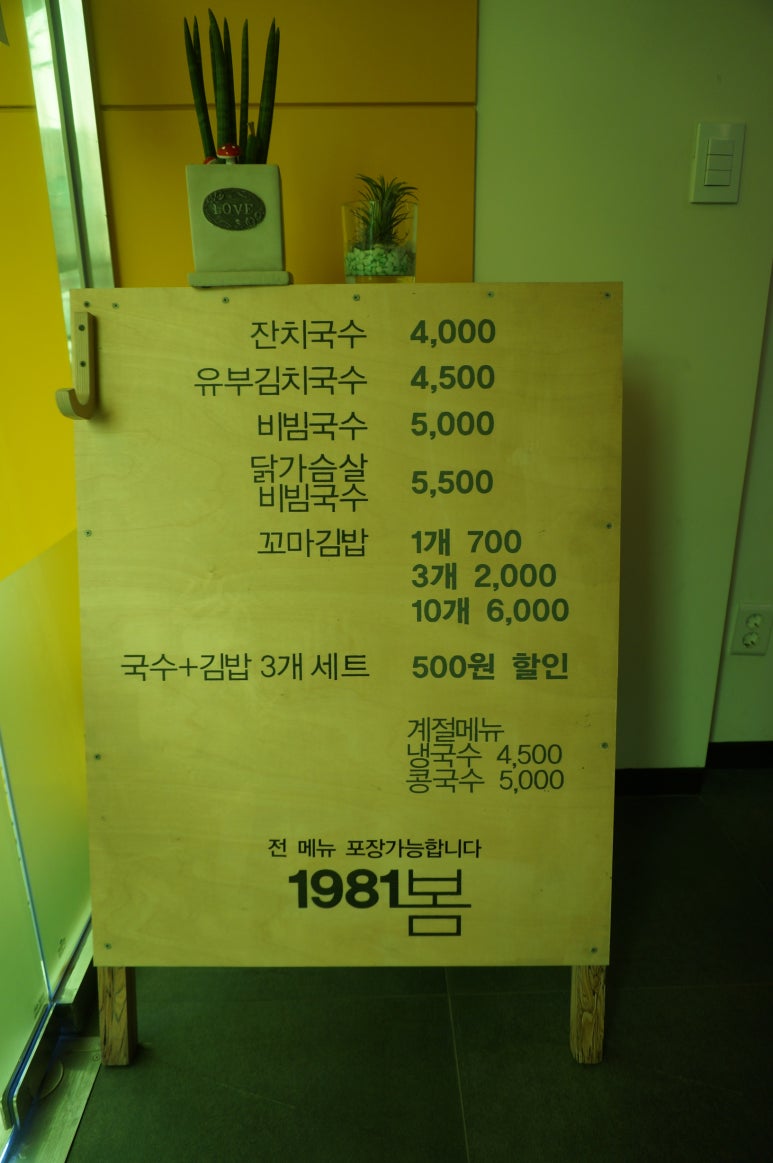 LOVE
잔치국수 4,000
유부김치국수 4,500
비빔국수 5,000
닭가슴살
비빔국수 5,500
꼬마김밥 1개 700
3개 2,000
10개 6,000
국수+김밥 3개 세트 500원 할인
계절메뉴
냉국수 4,500
콩국수 5,000
전 메뉴 포장가능합니다
1981봄